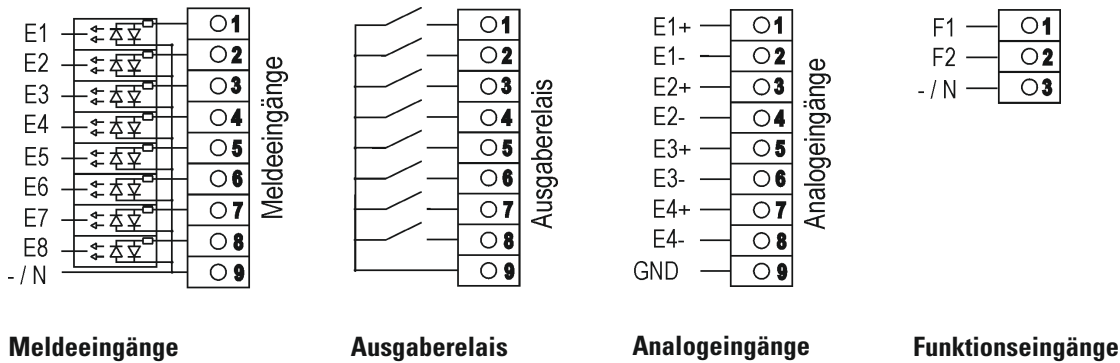 E1 1
E2 2
E3 3
E4 4
E5 5
E6 6
E7 7
E8 8
- / N 9
Meldeeingänge
1
2
3
4
5
6
7
8
9
Ausgaberelais
E1+ 1
E1- 2
E2+ 3
E2- 4
E3+ 5
E3- 6
E4+ 7
E4- 8
GND 9
Analogeingänge
F1 1
F2 2
- / N 3
Meldeeingänge
Ausgaberelais
Analogeingänge
Funktionseingänge